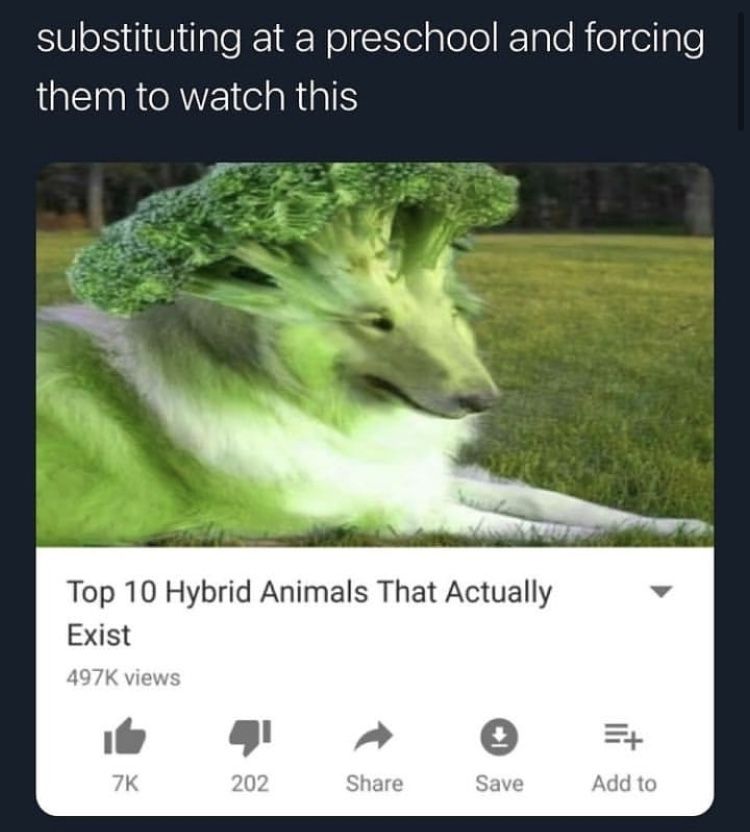 substituting at a preschool and forcing
them to watch this
Top 10 Hybrid Animals That Actually
Exist
497K views
7K
202
Share
Save
Add to